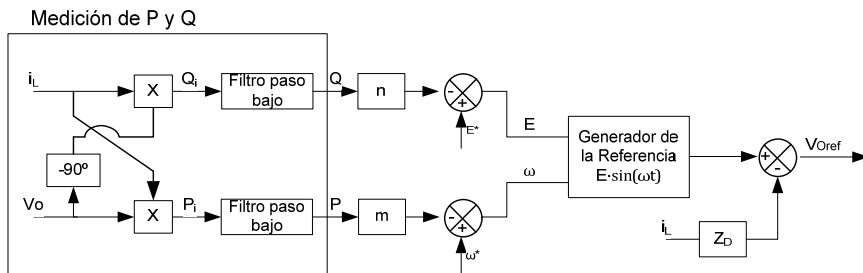 Medición de P y Q
iL
X
Qi
Filtro paso
bajo
Q
n
-
+
E*
E
-90º
Vo
X
Pi
Filtro paso
bajo
P
m
-
+
ω*
ω
Generador de
la Referencia
E·sin(ωt)
+
-
VOref
iL
ZD